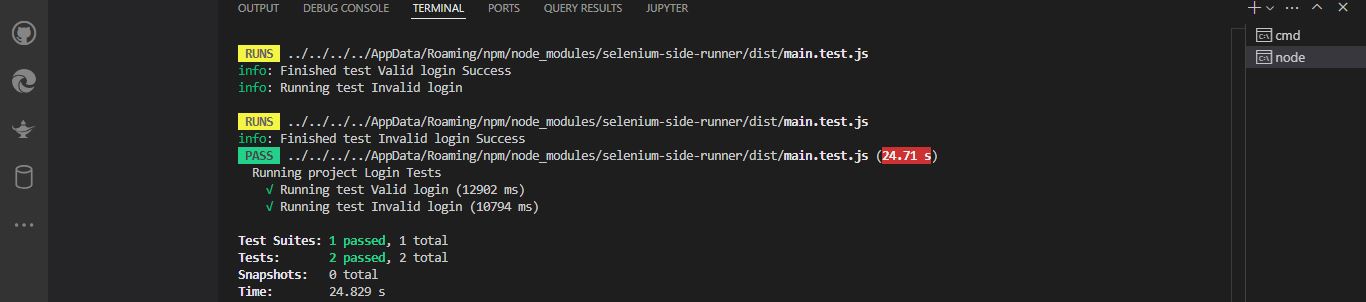 OUTPUT DEBUG CONSOLE TERMINAL PORTS QUERY RESULTS JUPYTER
cmd
node
RUNS ../../../../AppData/Roaming/npm/node_modules/selenium-side-runner/dist/main.test.js
info: Finished test Valid login Success
info: Running test Invalid login
RUNS ../../../../AppData/Roaming/npm/node_modules/selenium-side-runner/dist/main.test.js
info: Finished test Invalid login Success
PASS ../../../../AppData/Roaming/npm/node_modules/selenium-side-runner/dist/main.test.js (24.71 s)
Running project Login Tests
√ Running test Valid login (12902 ms)
√ Running test Invalid login (10794 ms)
Test Suites: 1 passed, 1 total
Tests: 2 passed, 2 total
Snapshots: 0 total
Time: 24.829 s